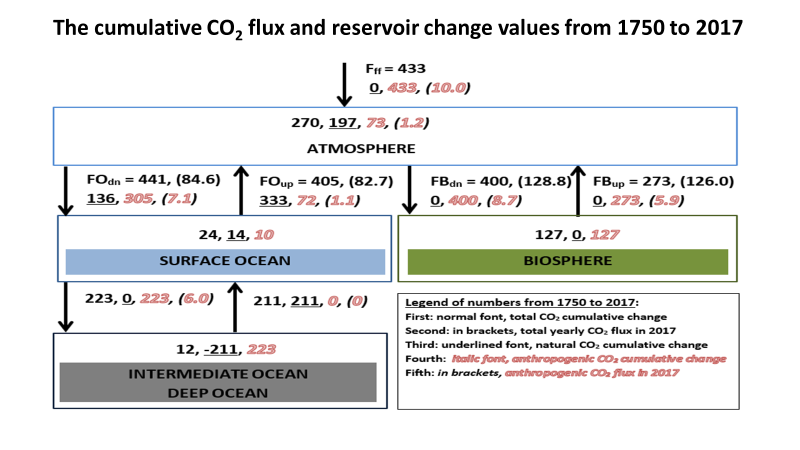 The cumulative CO₂ flux and reservoir change values from 1750 to 2017
Fff = 433
0, 433, (10.0)
270, 197, 73, (1.2)
ATMOSPHERE
FOdn = 441, (84.6)
136, 305, (7.1)
FOup = 405, (82.7)
333, 72, (1.1)
FBdn = 400, (128.8)
0, 400, (8.7)
FBup = 273, (126.0)
0, 273, (5.9)
24, 14, 10
SURFACE OCEAN
127, 0, 127
BIOSPHERE
223, 0, 223, (6.0)
211, 211, 0, (0)
12, -211, 223
INTERMEDIATE OCEAN
DEEP OCEAN
Legend of numbers from 1750 to 2017:
First: normal font, total CO₂ cumulative change
Second: in brackets, total yearly CO₂ flux in 2017
Third: underlined font, natural CO₂ cumulative change
Fourth: italic font, anthropogenic CO₂ cumulative change
Fifth: in brackets, anthropogenic CO₂ flux in 2017